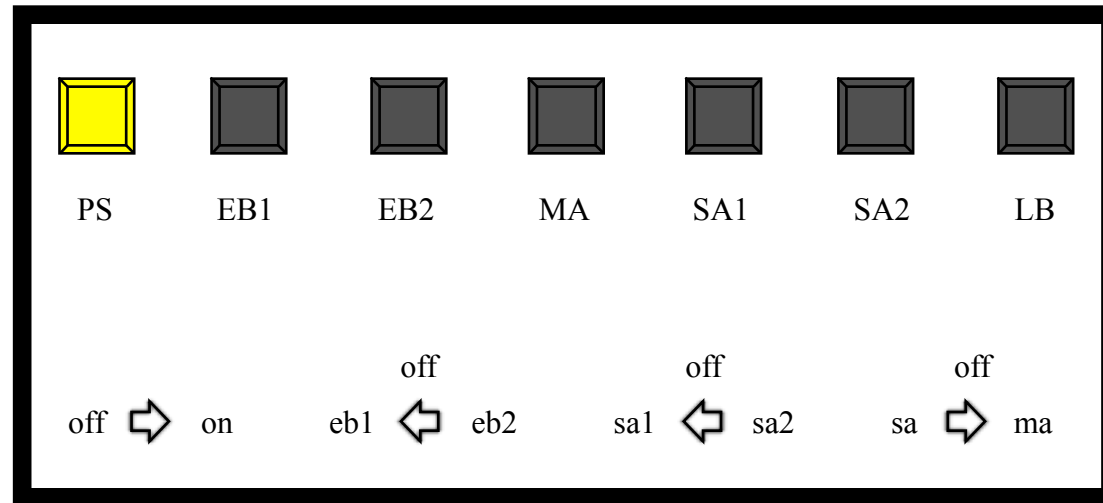 PS EB1 EB2 MA SA1 SA2 LB
off off off
off on eb1 eb2 sa1 sa2 sa ma